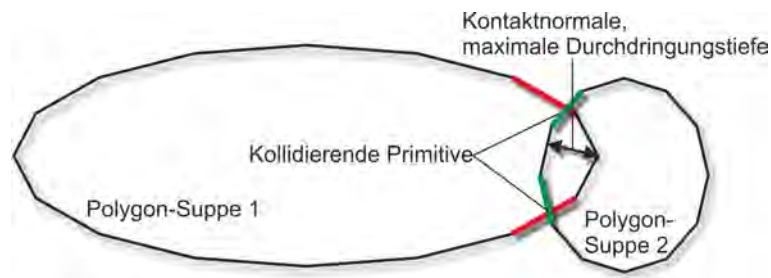 Kontaktnormale,
maximale Durchdringungstiefe
Kollidierende Primitive
Polygon-Suppe 1
Polygon-
Suppe 2